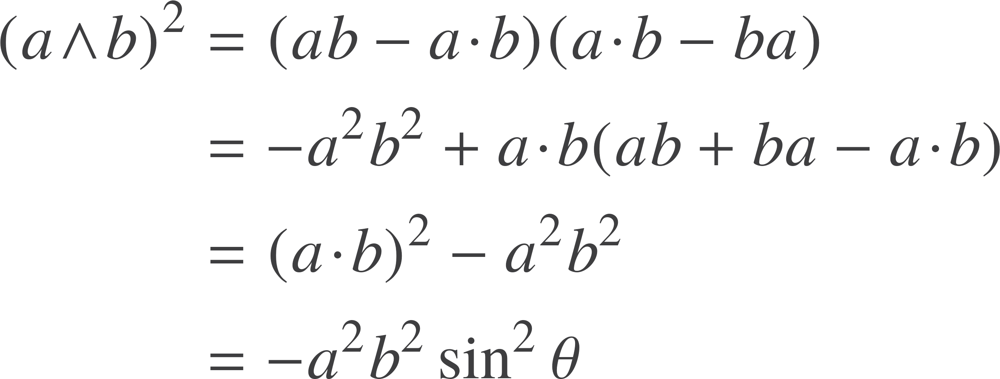 (a∧b)² = (ab − a·b)(a·b − ba)
= −a²b² + a·b(ab + ba − a·b)
= (a·b)² − a²b²
= −a²b² sin² θ